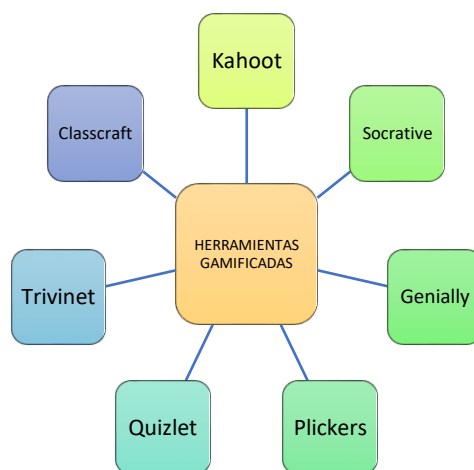 Kahoot
Classcraft
Socrative
HERRAMIENTAS
GAMIFICADAS
Trivinet
Genially
Quizlet
Plickers